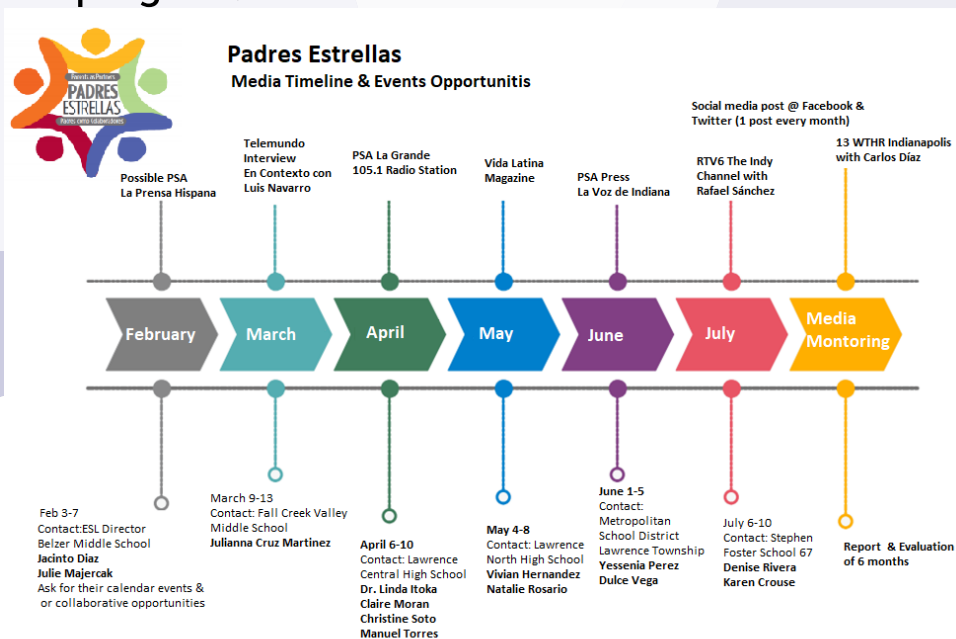 Parents as Partners
PADRES
ESTRELLAS
Padres como colaboradores
Padres Estrellas
Media Timeline & Events Opportunitis
Possible PSA
La Prensa Hispana
Telemundo
Interview
En Contexto con
Luis Navarro
PSA La Grande
105.1 Radio Station
Vida Latina
Magazine
PSA Press
La Voz de Indiana
Social media post @ Facebook &
Twitter (1 post every month)
RTV6 The Indy
Channel with
Rafael Sánchez
13 WTHR Indianapolis
with Carlos Díaz
February
March
April
May
June
July
Media
Montoring
Feb 3-7
Contact:ESL Director
Belzer Middle School
Jacinto Diaz
Julie Majercak
Ask for their calendar events &
or collaborative opportunities
March 9-13
Contact: Fall Creek Valley
Middle School
Julianna Cruz Martinez
April 6-10
Contact: Lawrence
Central High School
Dr. Linda Itoka
Claire Moran
Christine Soto
Manuel Torres
May 4-8
Contact: Lawrence
North High School
Vivian Hernandez
Natalie Rosario
June 1-5
Contact:
Metropolitan
School District
Lawrence Township
Yessenia Perez
Dulce Vega
July 6-10
Contact: Stephen
Foster School 67
Denise Rivera
Karen Crouse
Report & Evaluation
of 6 months